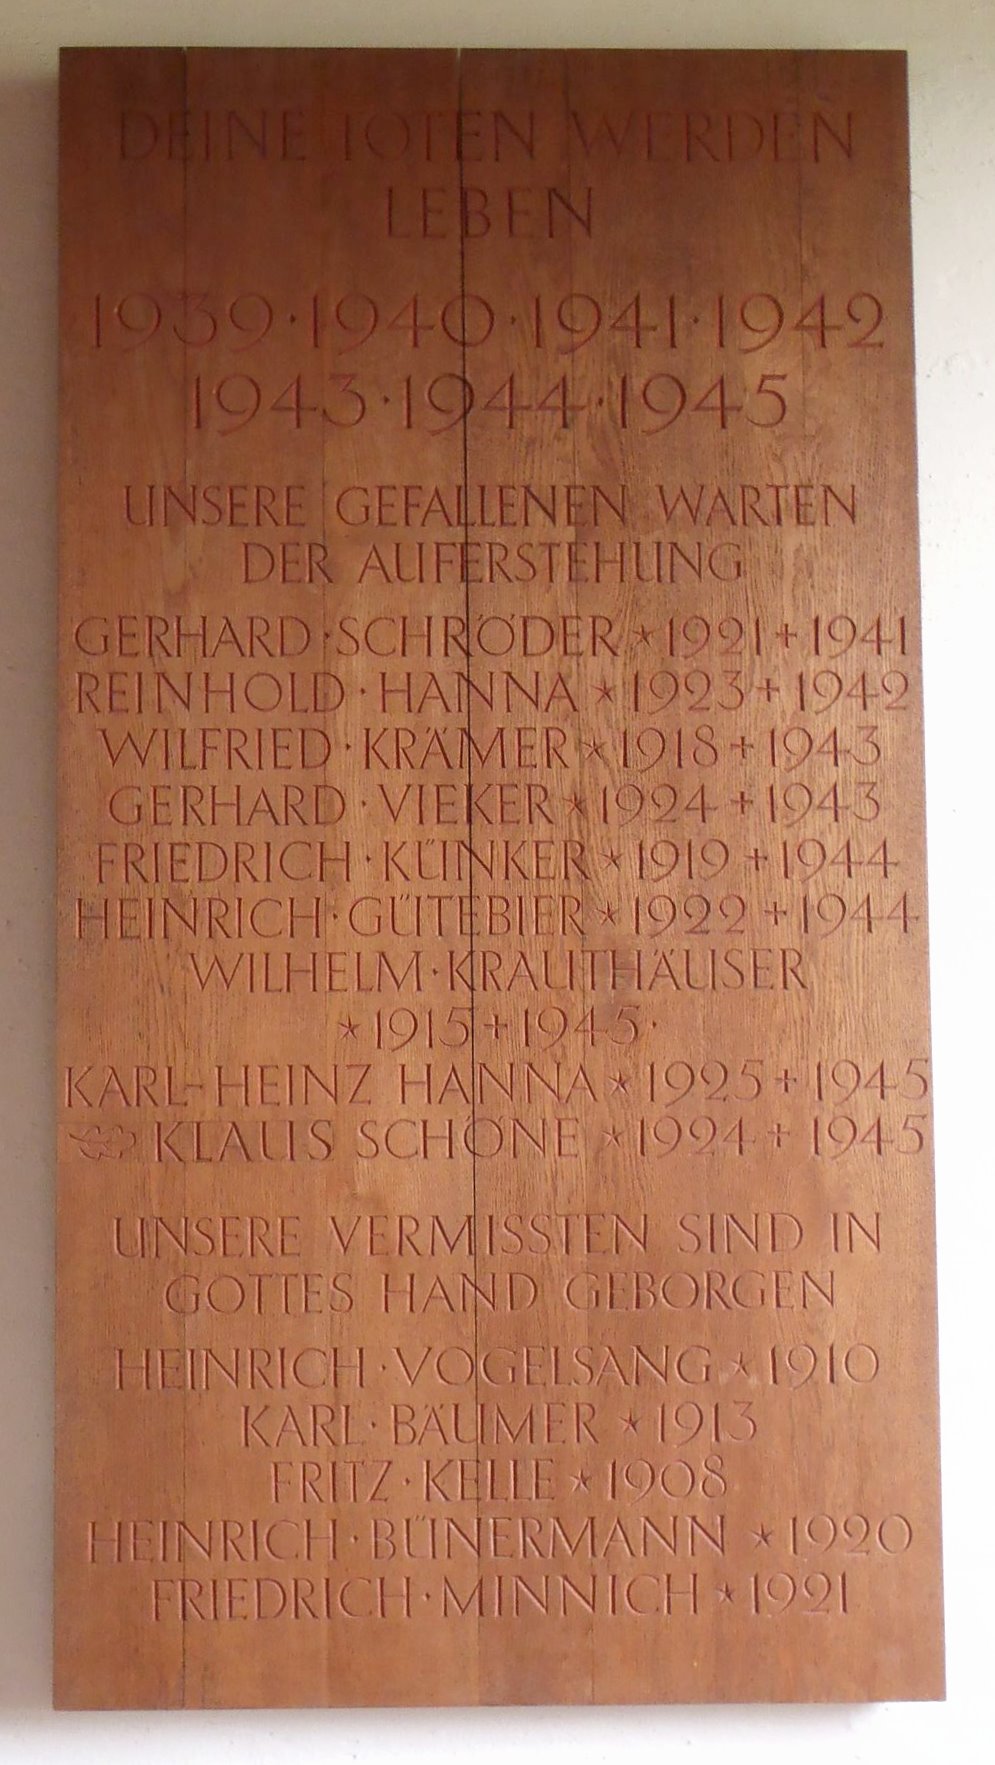 DEINE TOTEN WERDEN
LEBEN
1939·1940·1941·1942
1943·1944·1945
UNSERE GEFALLENEN WARTEN
DER AUFERSTEHUNG
GERHARD·SCHRÖDER*1921+1941
REINHOLD·HANNA*1923+1942
WILFRIED·KRÄMER*1918+1943
GERHARD·VIEKER*1924+1943
FRIEDRICH·KÜNKER*1919+1944
HEINRICH·GÜTEBIER*1922+1944
WILHELM·KRAUTHÄUSER
*1915+1945·
KARL-HEINZ HANNA*1925+1945
KLAUS SCHÖNE *1924+1945
UNSERE VERMISSTEN SIND IN
GOTTES HAND GEBORGEN
HEINRICH·VOGELSANG*1910
KARL·BÄUMER*1913
FRITZ·KELLE*1908
HEINRICH·BÜNERMANN *1920
FRIEDRICH·MINNICH*1921